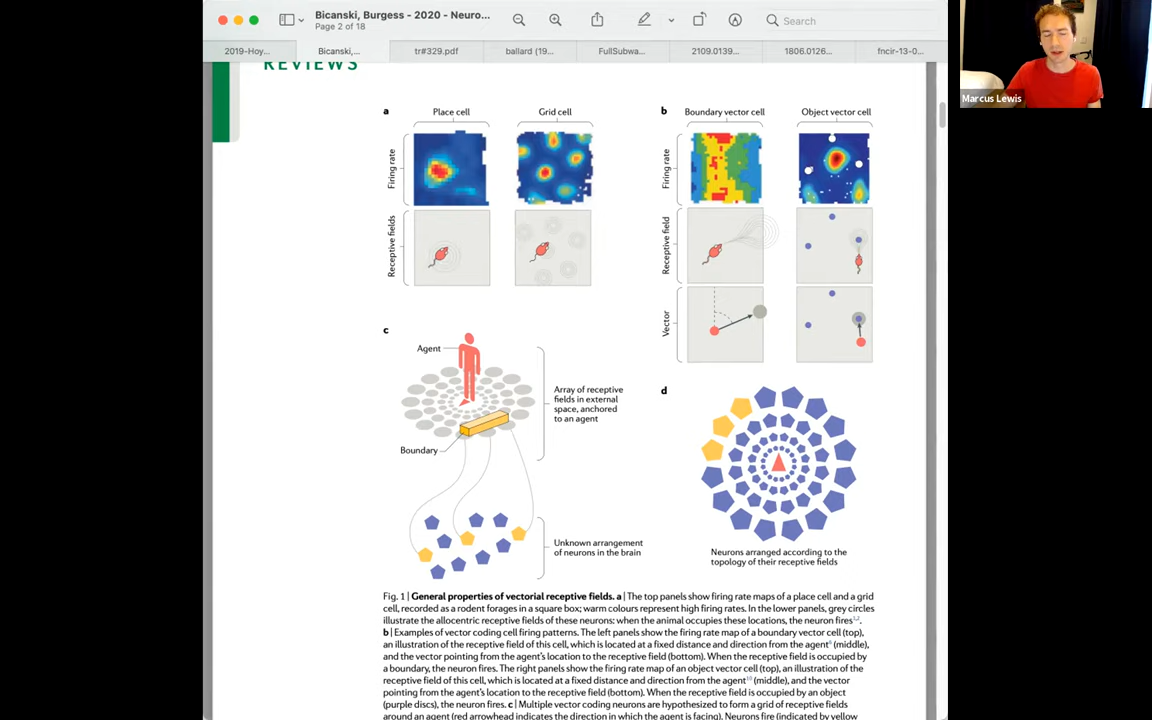 Bicanski, Burgess - 2020 - Neuro...
Page 2 of 18
Search
2019-Hoy...
Bicanski,...
tr#329.pdf
ballard (19...
FullSubwa...
2109.0139...
1806.0126...
fncir-13-0...
Marcus Lewis
REVIEWS
a
Place cell
Grid cell
Firing rate
Receptive fields
b
Boundary vector cell
Object vector cell
Firing rate
Receptive field
Vector
c
Agent
Array of receptive
fields in external
space, anchored
to an agent
Boundary
Unknown arrangement
of neurons in the brain
d
Neurons arranged according to the
topology of their receptive fields
Fig. 1 | General properties of vectorial receptive fields. a | The top panels show firing rate maps of a place cell and a grid
cell, recorded as a rodent forages in a square box; warm colours represent high firing rates. In the lower panels, grey circles
illustrate the allocentric receptive fields of these neurons: when the animal occupies these locations, the neuron fires.
b | Examples of vector coding cell firing patterns. The left panels show the firing rate map of a boundary vector cell (top),
an illustration of the receptive field of this cell, which is located at a fixed distance and direction from the agent (middle),
and the vector pointing from the agent's location to the receptive field (bottom). When the receptive field is occupied by
a boundary, the neuron fires. The right panels show the firing rate map of an object vector cell (top), an illustration of the
receptive field of this cell, which is located at a fixed distance and direction from the agent (middle), and the vector
pointing from the agent's location to the receptive field (bottom). When the receptive field is occupied by an object
(purple discs), the neuron fires. c | Multiple vector coding neurons are hypothesized to form a grid of receptive fields
around an agent (red arrowhead indicates the direction in which the agent is facing). Neurons fire (indicated by yellow